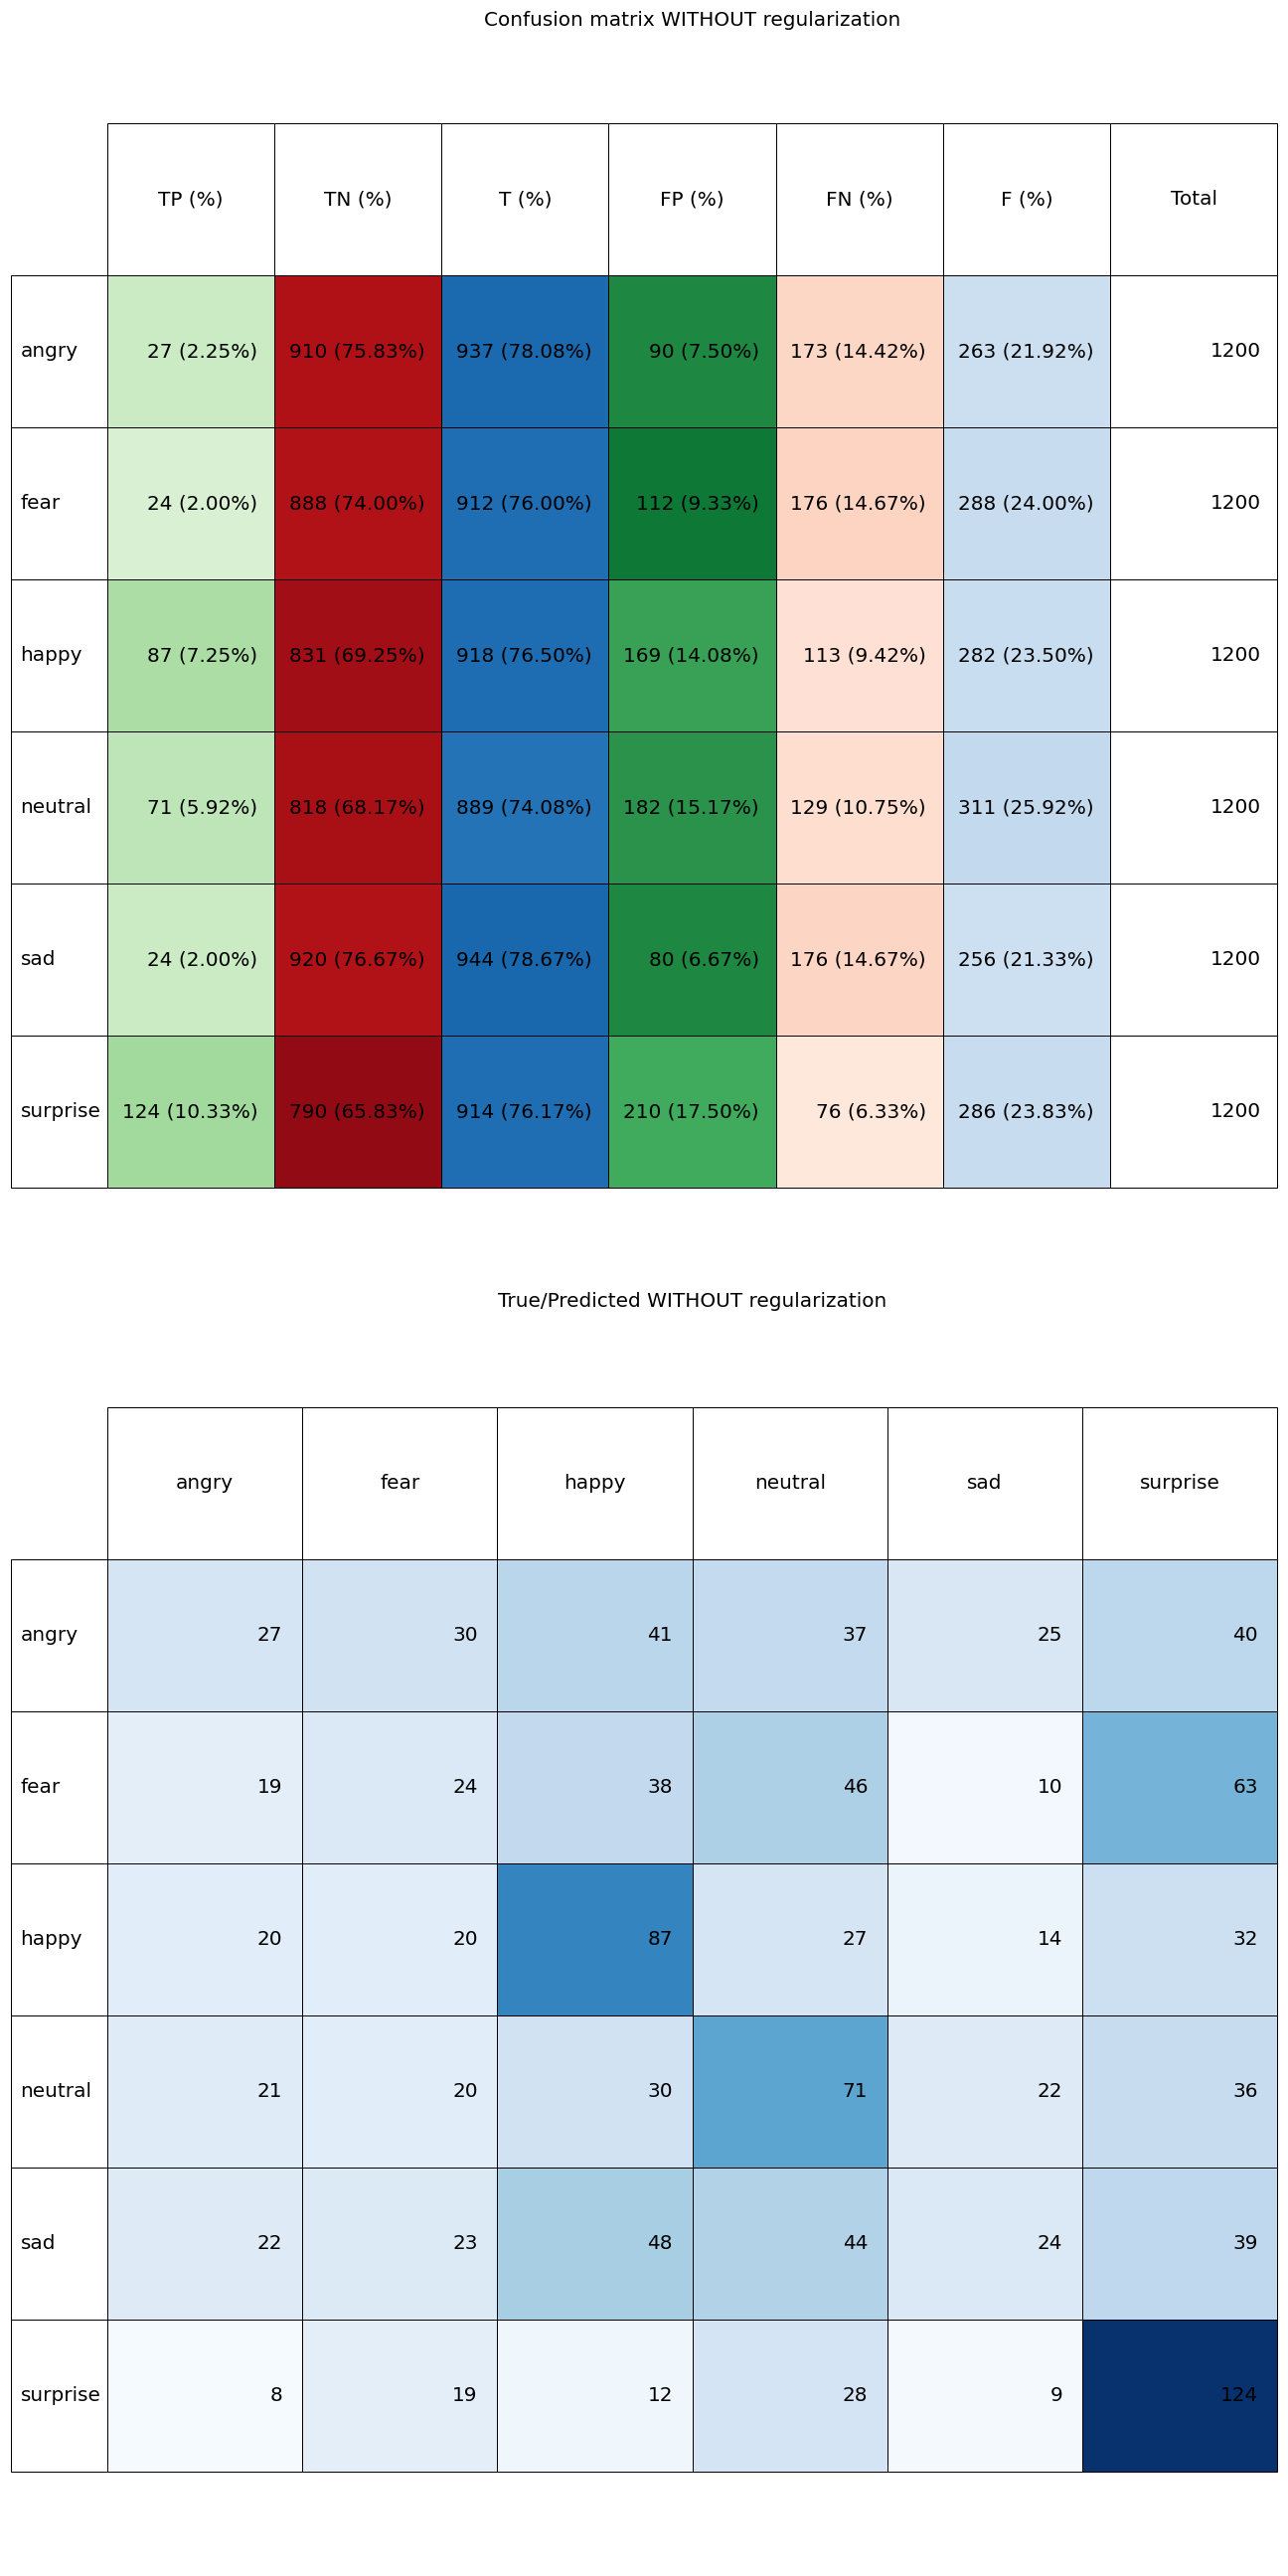 Confusion matrix WITHOUT regularization
TP (%) TN (%) T (%) FP (%) FN (%) F (%) Total
angry 27 (2.25%) 910 (75.83%) 937 (78.08%) 90 (7.50%) 173 (14.42%) 263 (21.92%) 1200
fear 24 (2.00%) 888 (74.00%) 912 (76.00%) 112 (9.33%) 176 (14.67%) 288 (24.00%) 1200
happy 87 (7.25%) 831 (69.25%) 918 (76.50%) 169 (14.08%) 113 (9.42%) 282 (23.50%) 1200
neutral 71 (5.92%) 818 (68.17%) 889 (74.08%) 182 (15.17%) 129 (10.75%) 311 (25.92%) 1200
sad 24 (2.00%) 920 (76.67%) 944 (78.67%) 80 (6.67%) 176 (14.67%) 256 (21.33%) 1200
surprise 124 (10.33%) 790 (65.83%) 914 (76.17%) 210 (17.50%) 76 (6.33%) 286 (23.83%) 1200
True/Predicted WITHOUT regularization
angry fear happy neutral sad surprise
angry 27 30 41 37 25 40
fear 19 24 38 46 10 63
happy 20 20 87 27 14 32
neutral 21 20 30 71 22 36
sad 22 23 48 44 24 39
surprise 8 19 12 28 9 124